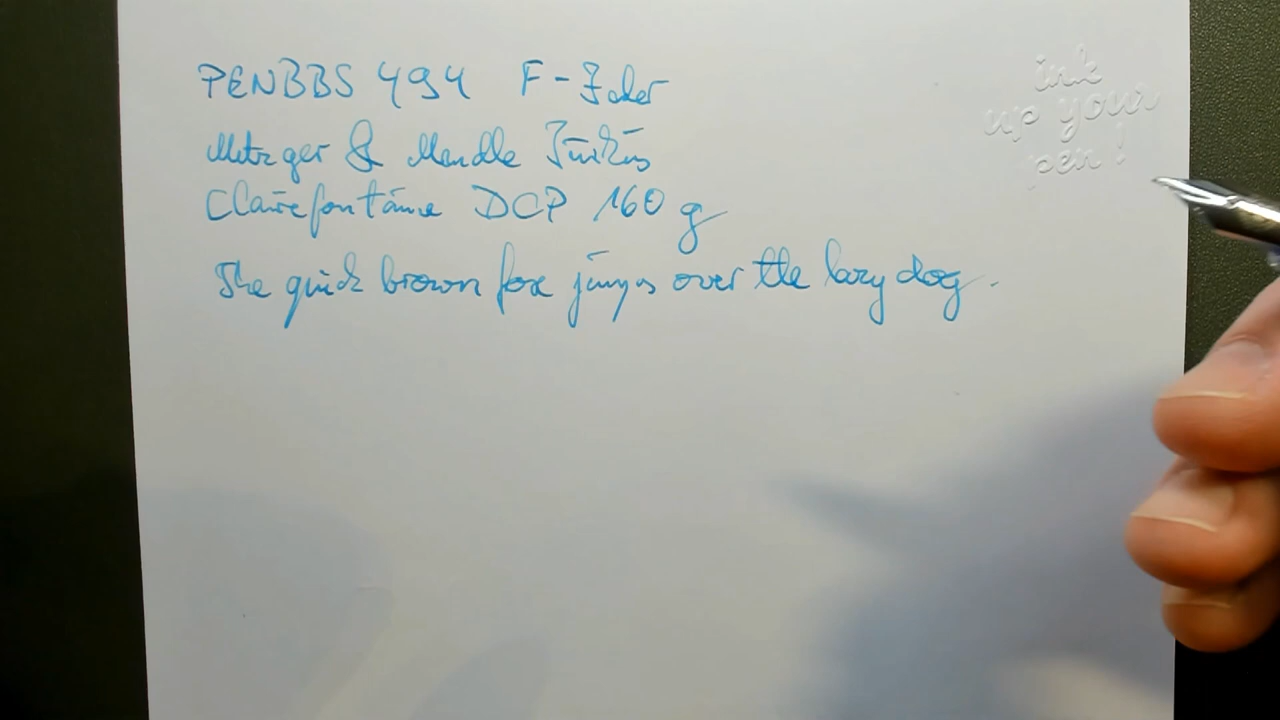 PENBBS 494 F-Feder
Metzger & Mendle Türkis
Clairefontaine DCP 160 g
The quick brown fox jumps over the lazy dog.
ink
up your
pen!